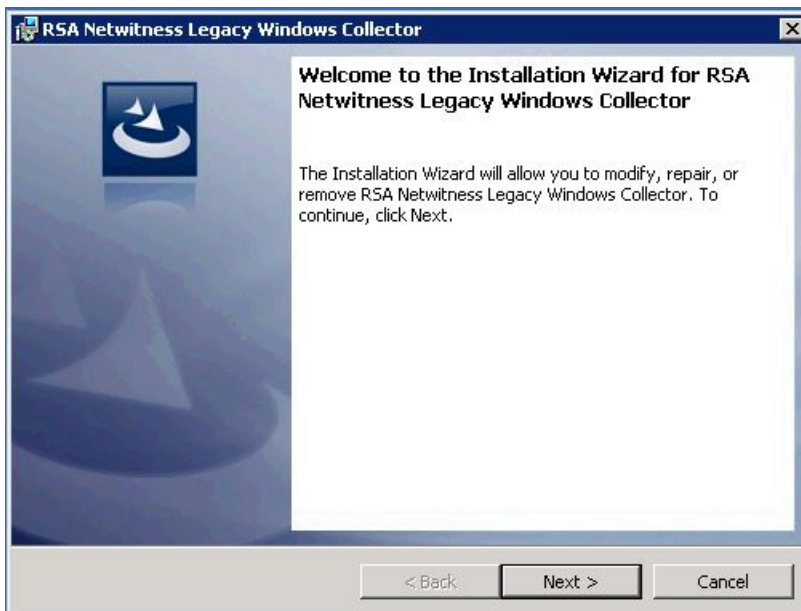 RSA Netwitness Legacy Windows Collector
Welcome to the Installation Wizard for RSA
Netwitness Legacy Windows Collector
The Installation Wizard will allow you to modify, repair, or
remove RSA Netwitness Legacy Windows Collector. To
continue, click Next.
< Back
Next >
Cancel